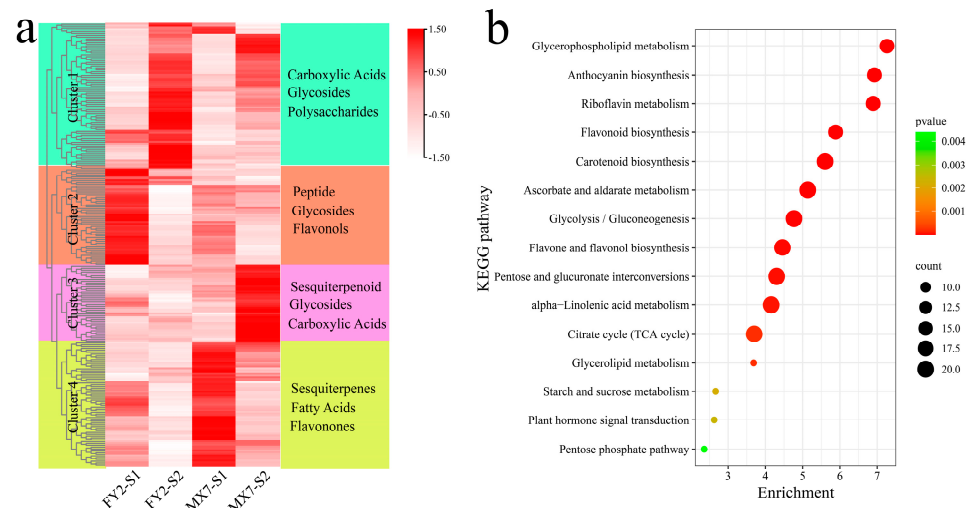 a
Cluster 1
Cluster 2
Cluster 3
Cluster 4
Carboxylic Acids
Glycosides
Polysaccharides
Peptide
Glycosides
Flavonols
Sesquiterpenoid
Glycosides
Carboxylic Acids
Sesquiterpenes
Fatty Acids
Flavonones
1.50
0.50
-0.50
-1.50
FY2-S1
FY2-S2
MX7-S1
MX7-S2
b
KEGG pathway
Glycerophospholipid metabolism
Anthocyanin biosynthesis
Riboflavin metabolism
Flavonoid biosynthesis
Carotenoid biosynthesis
Ascorbate and aldarate metabolism
Glycolysis / Gluconeogenesis
Flavone and flavonol biosynthesis
Pentose and glucuronate interconversions
alpha−Linolenic acid metabolism
Citrate cycle (TCA cycle)
Glycerolipid metabolism
Starch and sucrose metabolism
Plant hormone signal transduction
Pentose phosphate pathway
3 4 5 6 7
Enrichment
pvalue
0.004
0.003
0.002
0.001
count
10.0
12.5
15.0
17.5
20.0